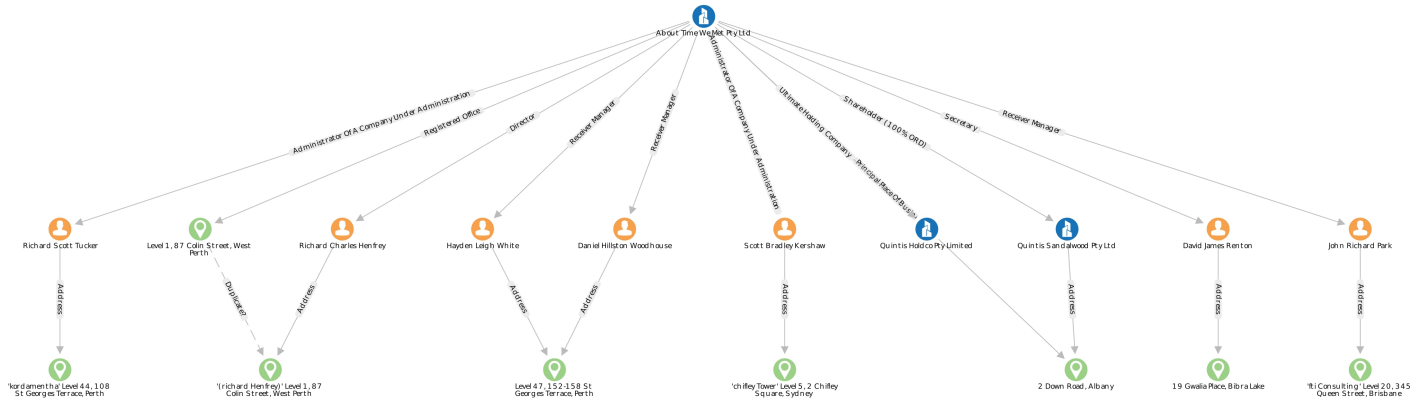 About Time We Met Pty Ltd
Administrator Of A Company Under Administration
Registered Office
Director
Receiver Manager
Receiver Manager
Administrator Of A Company Under Administration
Ultimate Holding Company
Principal Place Of
Shareholder (100% ORD)
Secretary
Receiver Manager
Richard Scott Tucker
Level 1, 87 Colin Street, West
Perth
Richard Charles Henfrey
Hayden Leigh White
Daniel Hillston Woodhouse
Scott Bradley Kershaw
Quintis Holdco Pty Limited
Quintis Sandalwood Pty Ltd
David James Renton
John Richard Park
Address
Duplicate?
Address
Address
Address
Address
Address
Address
Address
'kordamentha' Level 44, 108
St Georges Terrace, Perth
'(richard Henfrey)' Level 1, 87
Colin Street, West Perth
Level 47, 152-158 St
Georges Terrace, Perth
'chifley Tower' Level 5, 2 Chifley
Square, Sydney
2 Down Road, Albany
19 Gwalia Place, Bibra Lake
'fti Consulting' Level 20, 345
Queen Street, Brisbane